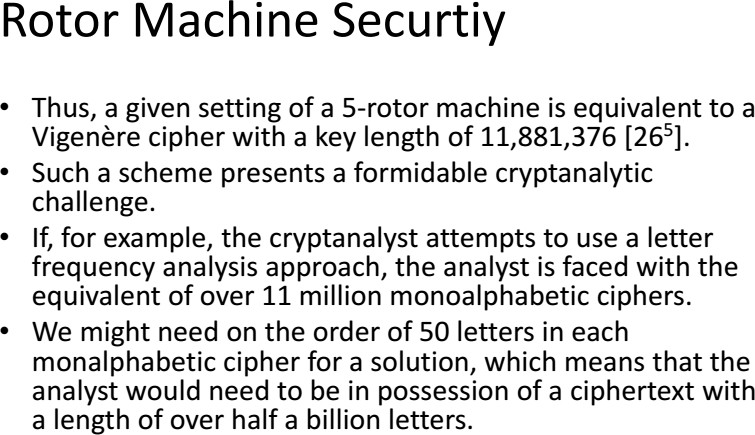 Rotor Machine Securtiy
• Thus, a given setting of a 5-rotor machine is equivalent to a
Vigenère cipher with a key length of 11,881,376 [26⁵].
• Such a scheme presents a formidable cryptanalytic
challenge.
• If, for example, the cryptanalyst attempts to use a letter
frequency analysis approach, the analyst is faced with the
equivalent of over 11 million monoalphabetic ciphers.
• We might need on the order of 50 letters in each
monalphabetic cipher for a solution, which means that the
analyst would need to be in possession of a ciphertext with
a length of over half a billion letters.